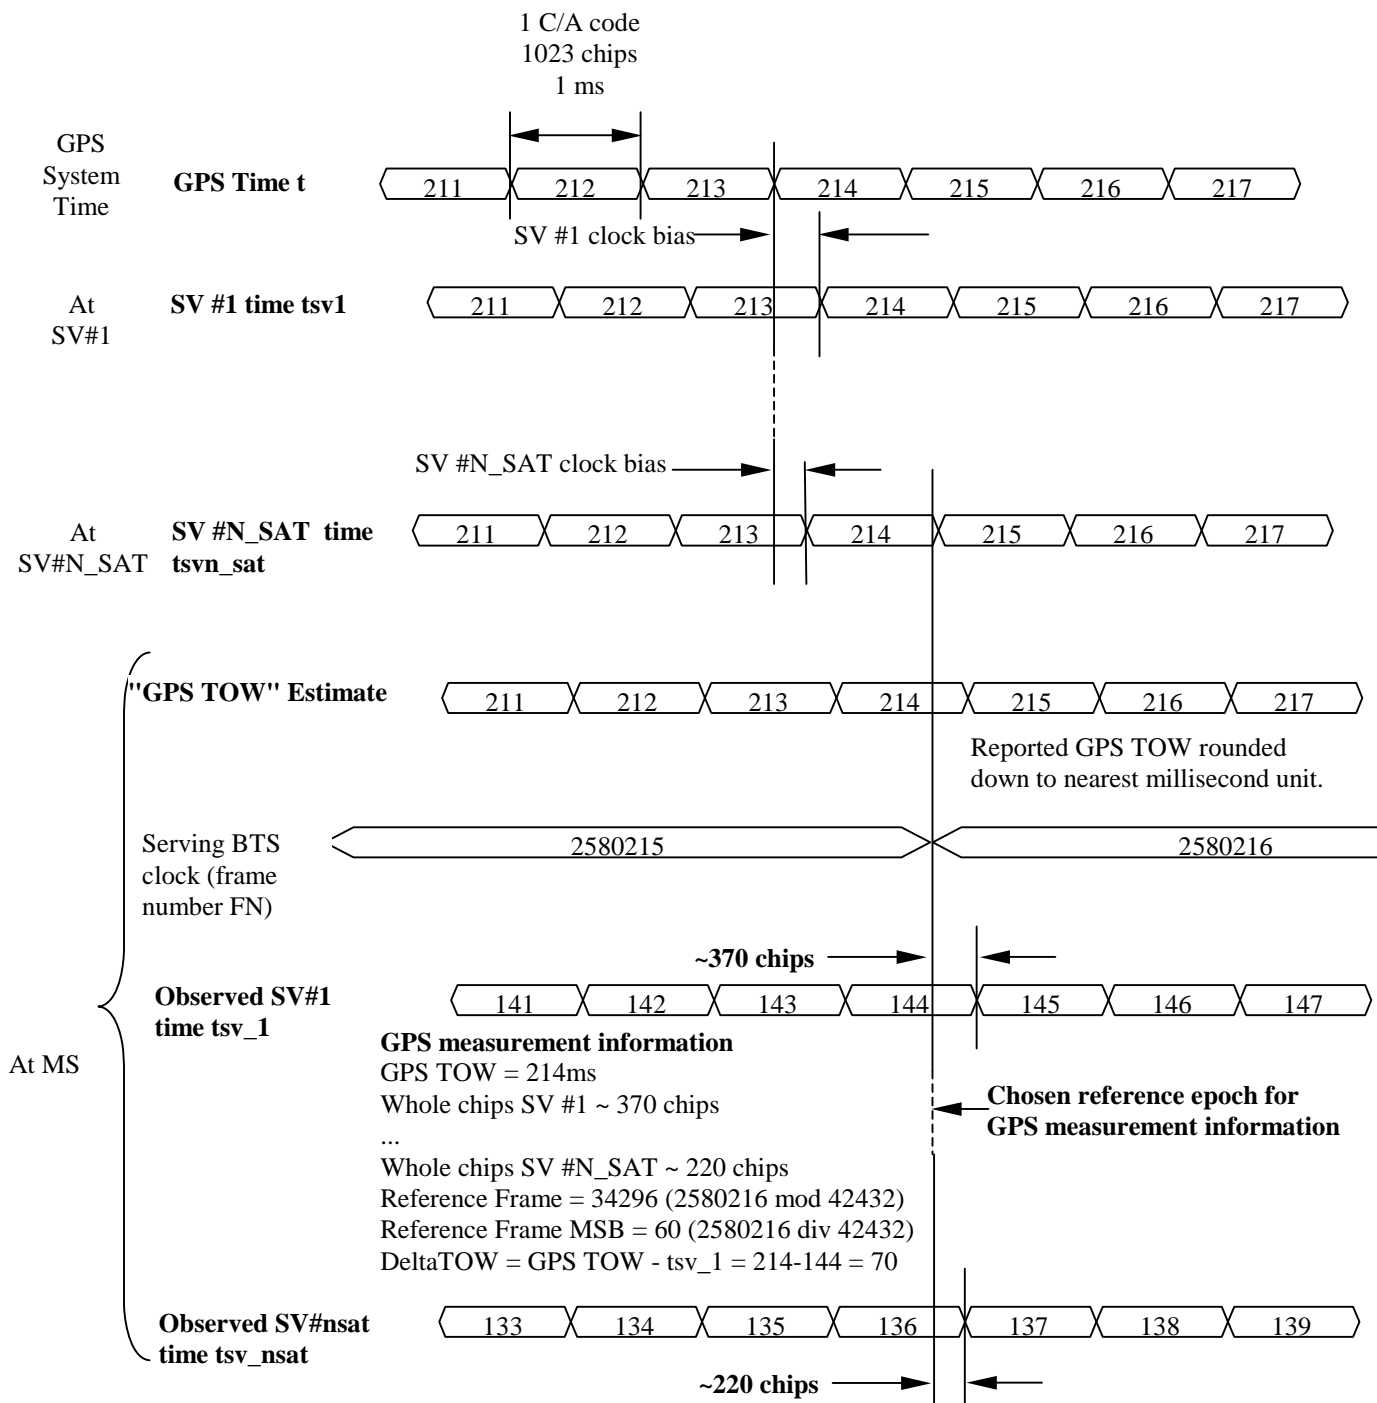 1 C/A code
1023 chips
1 ms
GPS
System
Time
GPS Time t
211 212 213 214 215 216 217
SV #1 clock bias
At
SV#1
SV #1 time tsv1
211 212 213 214 215 216 217
SV #N_SAT clock bias
At
SV#N_SAT
SV #N_SAT time
tsvn_sat
211 212 213 214 215 216 217
"GPS TOW" Estimate
211 212 213 214 215 216 217
Reported GPS TOW rounded
down to nearest millisecond unit.
Serving BTS
clock (frame
number FN)
2580215 2580216
~370 chips
Observed SV#1
time tsv_1
141 142 143 144 145 146 147
At MS
GPS measurement information
GPS TOW = 214ms
Whole chips SV #1 ~ 370 chips
...
Whole chips SV #N_SAT ~ 220 chips
Reference Frame = 34296 (2580216 mod 42432)
Reference Frame MSB = 60 (2580216 div 42432)
DeltaTOW = GPS TOW - tsv_1 = 214-144 = 70
Chosen reference epoch for
GPS measurement information
Observed SV#nsat
time tsv_nsat
133 134 135 136 137 138 139
~220 chips